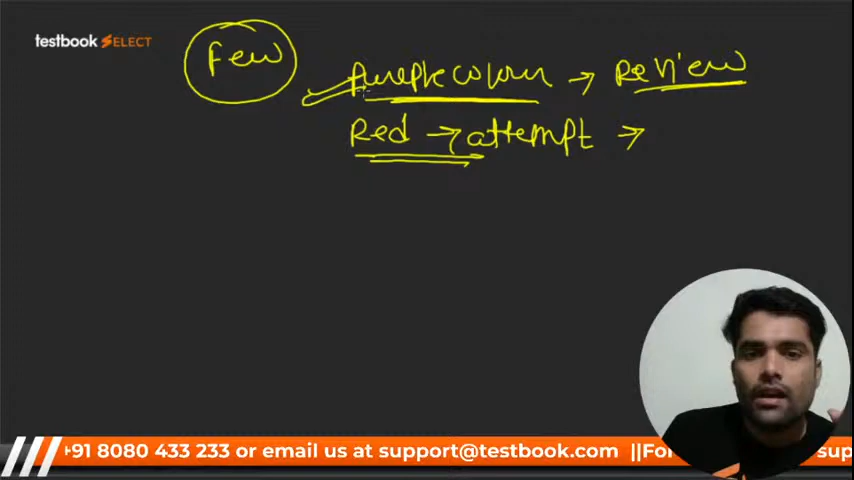 testbook SELECT
Few
Purple colour → Review
Red → attempt →
+91 8080 433 233 or email us at support@testbook.com ||For
sup